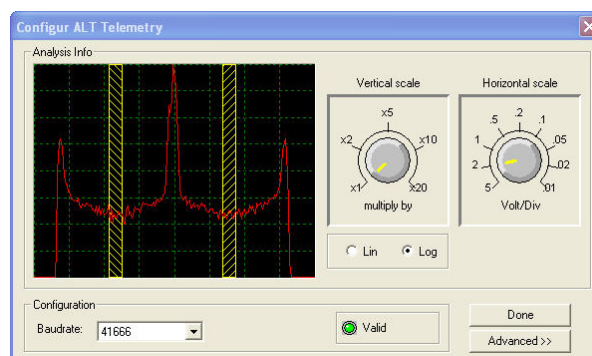 Configur ALT Telemetry
Analysis Info
Vertical scale
x1
x2
x5
x10
x20
multiply by
Lin
Log
Horizontal scale
5
2
1
.5
.2
.1
.05
.02
.01
Volt/Div
Configuration
Baudrate:
41666
Valid
Done
Advanced >>